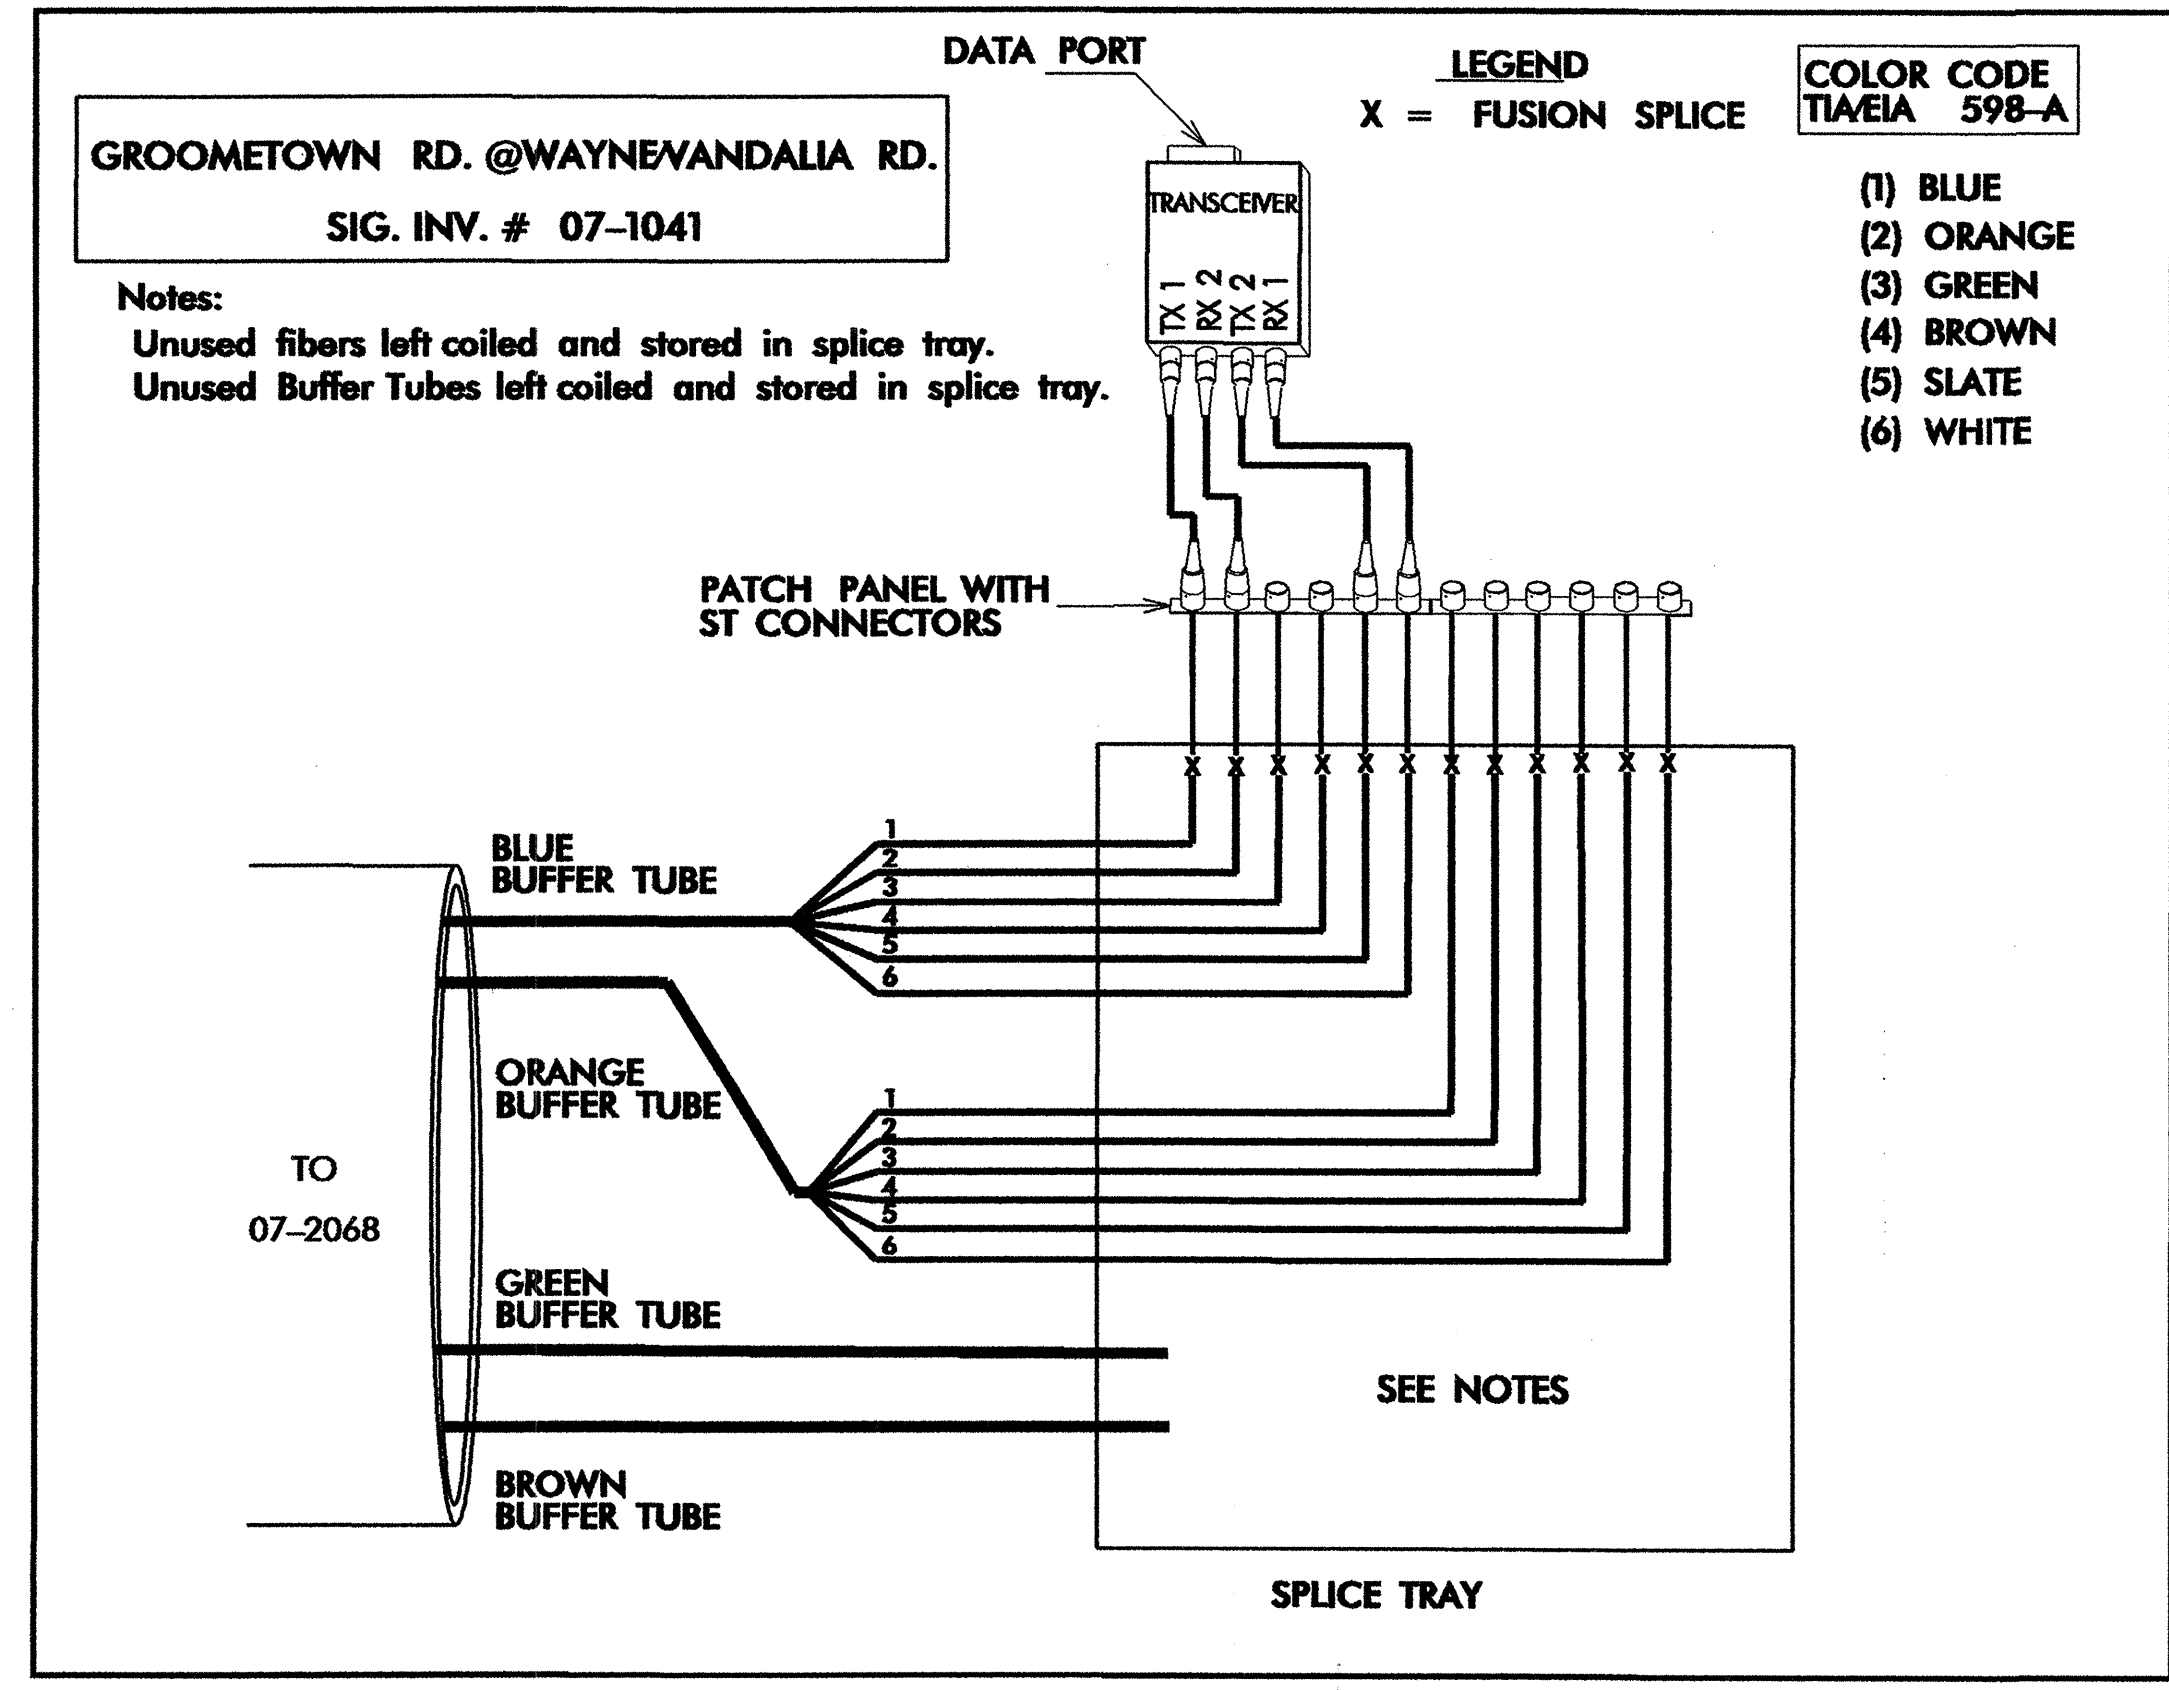 DATA PORT
LEGEND
X = FUSION SPLICE
COLOR CODE
TIA/EIA 598-A
GROOMETOWN RD. @WAYNE/VANDALIA RD.
SIG. INV. # 07-1041
(1) BLUE
(2) ORANGE
(3) GREEN
(4) BROWN
(5) SLATE
(6) WHITE
Notes:
Unused fibers left coiled and stored in splice tray.
Unused Buffer Tubes left coiled and stored in splice tray.
TRANSCEIVER
TX 1
RX 2
TX 2
RX 1
PATCH PANEL WITH
ST CONNECTORS
X X X X X X X X X X X X
BLUE
BUFFER TUBE
1
2
3
4
5
6
ORANGE
BUFFER TUBE
1
2
3
4
5
6
TO
07-2068
GREEN
BUFFER TUBE
SEE NOTES
BROWN
BUFFER TUBE
SPLICE TRAY